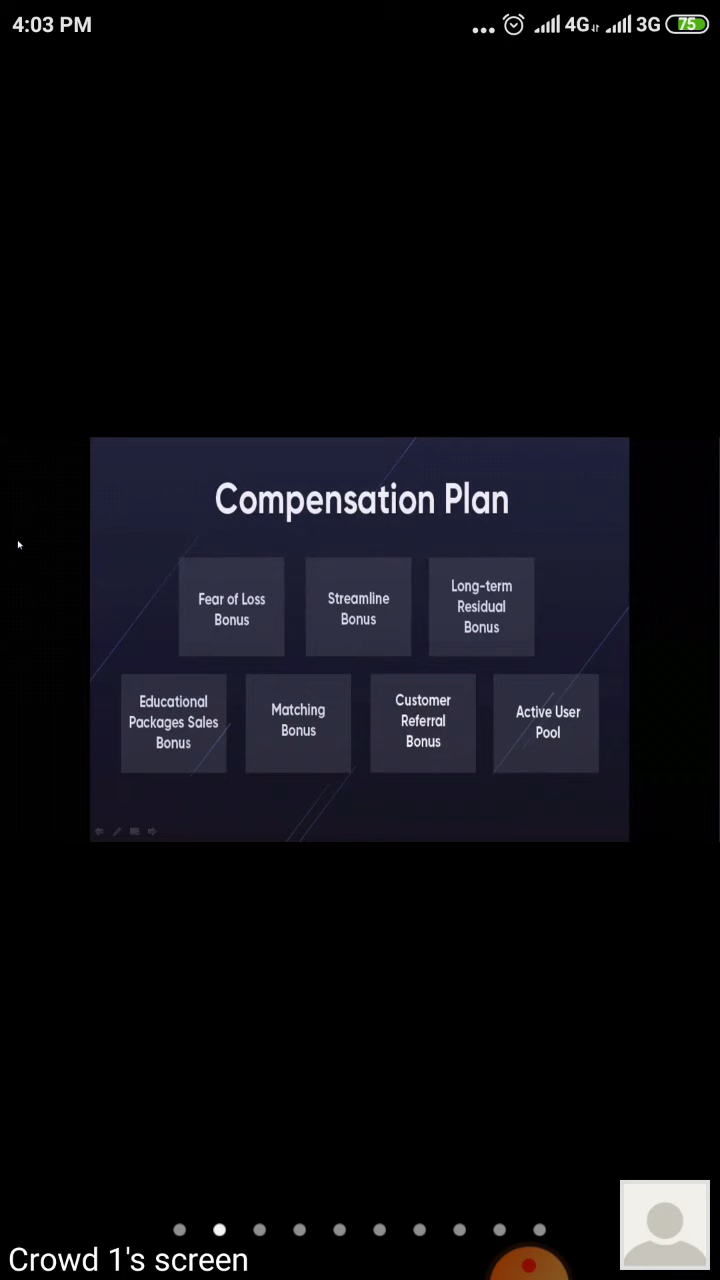 4:03 PM
... 4G 3G 75
Compensation Plan
Fear of Loss
Bonus
Streamline
Bonus
Long-term
Residual
Bonus
Educational
Packages Sales
Bonus
Matching
Bonus
Customer
Referral
Bonus
Active User
Pool
Crowd 1's screen